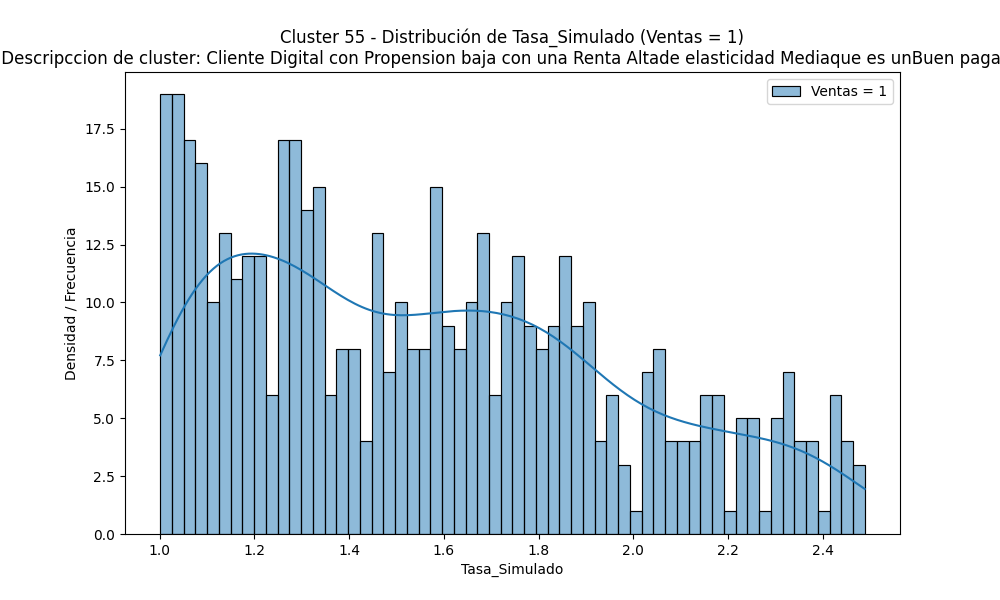 Cluster 55 - Distribución de Tasa_Simulado (Ventas = 1)
Descripccion de cluster: Cliente Digital con Propension baja con una Renta Altade elasticidad Mediaque es unBuen paga
Ventas = 1
17.5
15.0
12.5
10.0
7.5
5.0
2.5
0.0
Densidad / Frecuencia
1.0 1.2 1.4 1.6 1.8 2.0 2.2 2.4
Tasa_Simulado